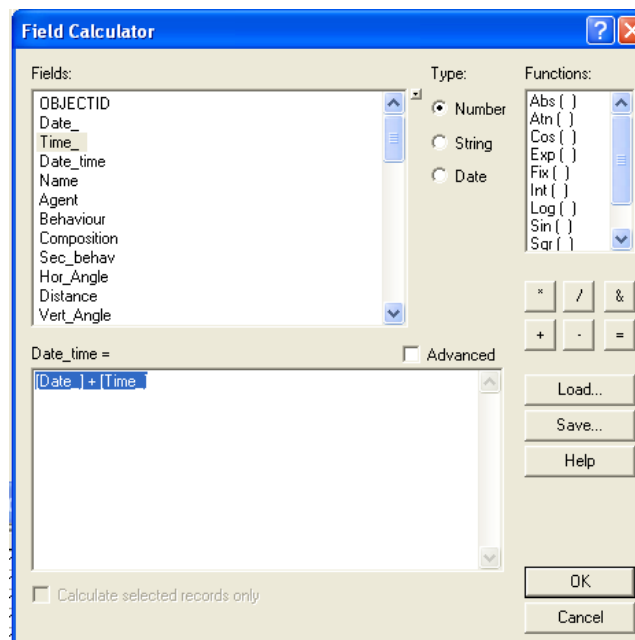 Field Calculator
Fields:
OBJECTID
Date_
Time_
Date_time
Name
Agent
Behaviour
Composition
Sec_behav
Hor_Angle
Distance
Vert_Angle
Type:
Number
String
Date
Functions:
Abs ( )
Atn ( )
Cos ( )
Exp ( )
Fix ( )
Int ( )
Log ( )
Sin ( )
Sqr ( )
* / &
+ - =
Date_time =
Advanced
[Date_] + [Time_]
Load...
Save...
Help
Calculate selected records only
OK
Cancel